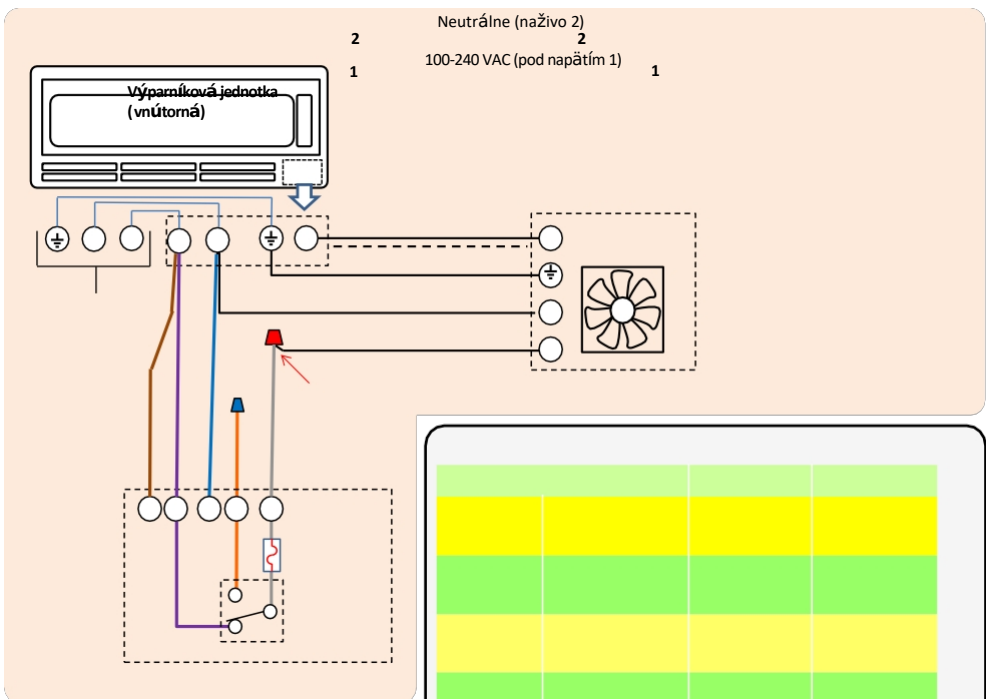 Neutrálne (naživo 2)
2 2
100-240 VAC (pod napätím 1)
1 1
Výparníková jednotka
(vnútorná)